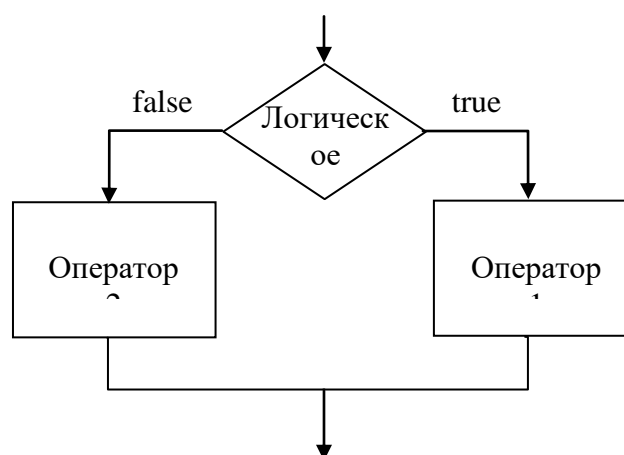 false
true
Логическ
ое
Оператор
Оператор